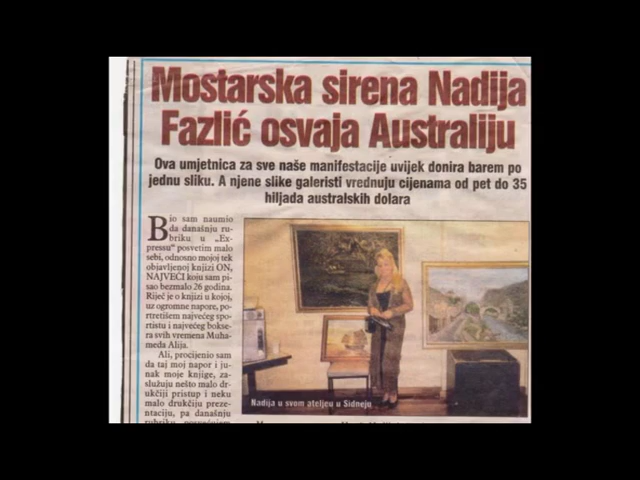 Mostarska sirena Nadija
Fazlić osvaja Australiju
Ova umjetnica za sve naše manifestacije uvijek donira barem po
jednu sliku. A njene slike galeristi vrednuju cijenama od pet do 35
hiljada australskih dolara
Bio sam naumio
da današnju ru-
briku u „Ex-
pressu“ posvetim malo
sebi, odnosno mojoj tek
objavljenoj knjizi ON,
NAJVEĆI koju sam pi-
sao bezmalo 26 godina.
Riječ je o knjizi u kojoj,
uz ogromne napore, po-
rtretišem najvećeg spo-
rtistu i najvećeg bokse-
ra svih vremena Muha-
meda Alija.
Ali, procijenio sam
da taj moj napor i ju-
nak moje knjige, za-
služuju nešto malo dru-
kčiji pristup i neku
malo drukčiju preze-
ntaciju, pa današnju
Nadija u svom ateljeu u Sidneju